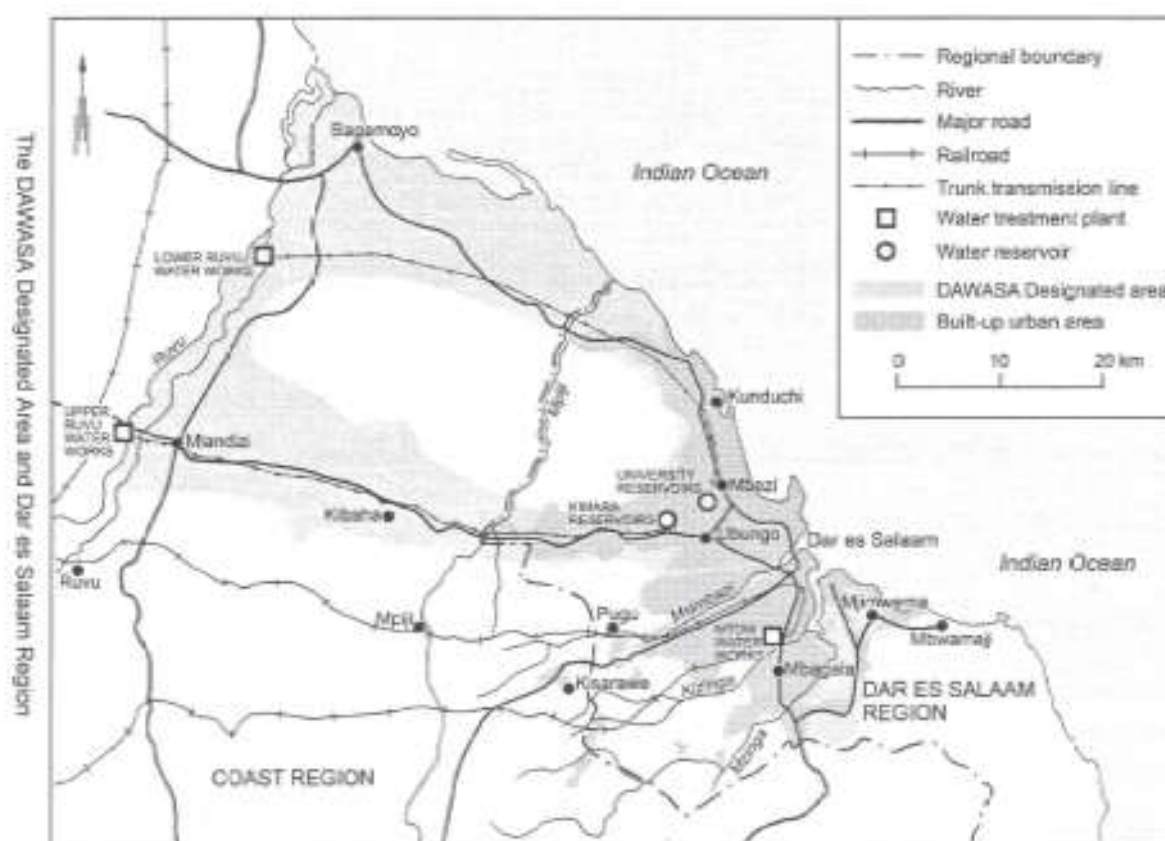 The DAWASA Designated Area and Dar es Salaam Region
Regional boundary
River
Major road
Railroad
Trunk transmission line
Water treatment plant
Water reservoir
DAWASA Designated area
Built-up urban area
0 10 20 km
Indian Ocean
Bagamoyo
LOWER RUVU
WATER WORKS
Ruvu
Mpiji
Kunduchi
UPPER
RUVU
WATER
WORKS
Mlandizi
UNIVERSITY
RESERVOIRS
Mbezi
KIMARA
RESERVOIRS
Kibaha
Ubungo
Dar es Salaam
Indian Ocean
Ruvu
Mpiji
Pugu
MTONI
WATER
WORKS
Mjimwema
Mbwamaji
Kisarawe
Kizinga
Mbagala
DAR ES SALAAM
REGION
COAST REGION